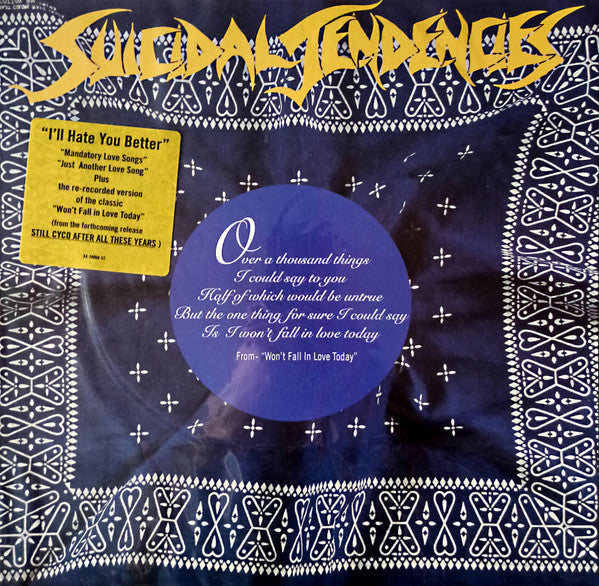 SUICIDAL TENDENCIES
"I'll Hate You Better"
"Mandatory Love Songs"
"Just Another Love Song"
Plus
the re-recorded version
of the classic
"Won't Fall in Love Today"
(from the forthcoming release
STILL CYCO AFTER ALL THESE YEARS )
Over a thousand things
I could say to you
Half of which would be untrue
But the one thing for sure I could say
Is I won't fall in love today
From- "Won't Fall In Love Today"